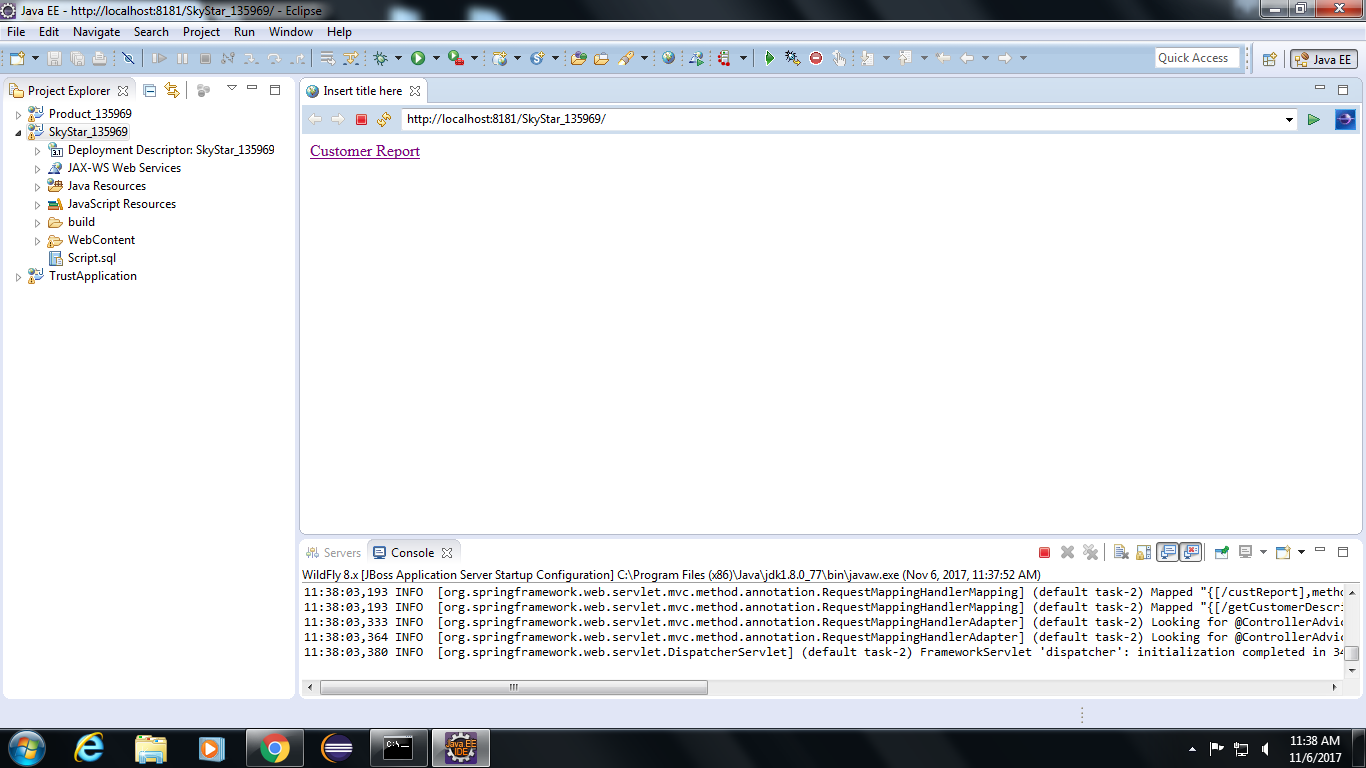 Java EE - http://localhost:8181/SkyStar_135969/ - Eclipse
File Edit Navigate Search Project Run Window Help
Quick Access
Java EE
Project Explorer
Product_135969
SkyStar_135969
Deployment Descriptor: SkyStar_135969
3.1
JAX-WS Web Services
Java Resources
JavaScript Resources
build
WebContent
Script.sql
TrustApplication
Insert title here
http://localhost:8181/SkyStar_135969/
Customer Report
Servers Console
WildFly 8.x [JBoss Application Server Startup Configuration] C:\Program Files (x86)\Java\jdk1.8.0_77\bin\javaw.exe (Nov 6, 2017, 11:37:52 AM)
11:38:03,193 INFO [org.springframework.web.servlet.mvc.method.annotation.RequestMappingHandlerMapping] (default task-2) Mapped "{[/custReport],metho
11:38:03,193 INFO [org.springframework.web.servlet.mvc.method.annotation.RequestMappingHandlerMapping] (default task-2) Mapped "{[/getCustomerDescri
11:38:03,333 INFO [org.springframework.web.servlet.mvc.method.annotation.RequestMappingHandlerAdapter] (default task-2) Looking for @ControllerAdvic
11:38:03,364 INFO [org.springframework.web.servlet.mvc.method.annotation.RequestMappingHandlerAdapter] (default task-2) Looking for @ControllerAdvic
11:38:03,380 INFO [org.springframework.web.servlet.DispatcherServlet] (default task-2) FrameworkServlet 'dispatcher': initialization completed in 34
C:\
Java EE
IDE
11:38 AM
11/6/2017